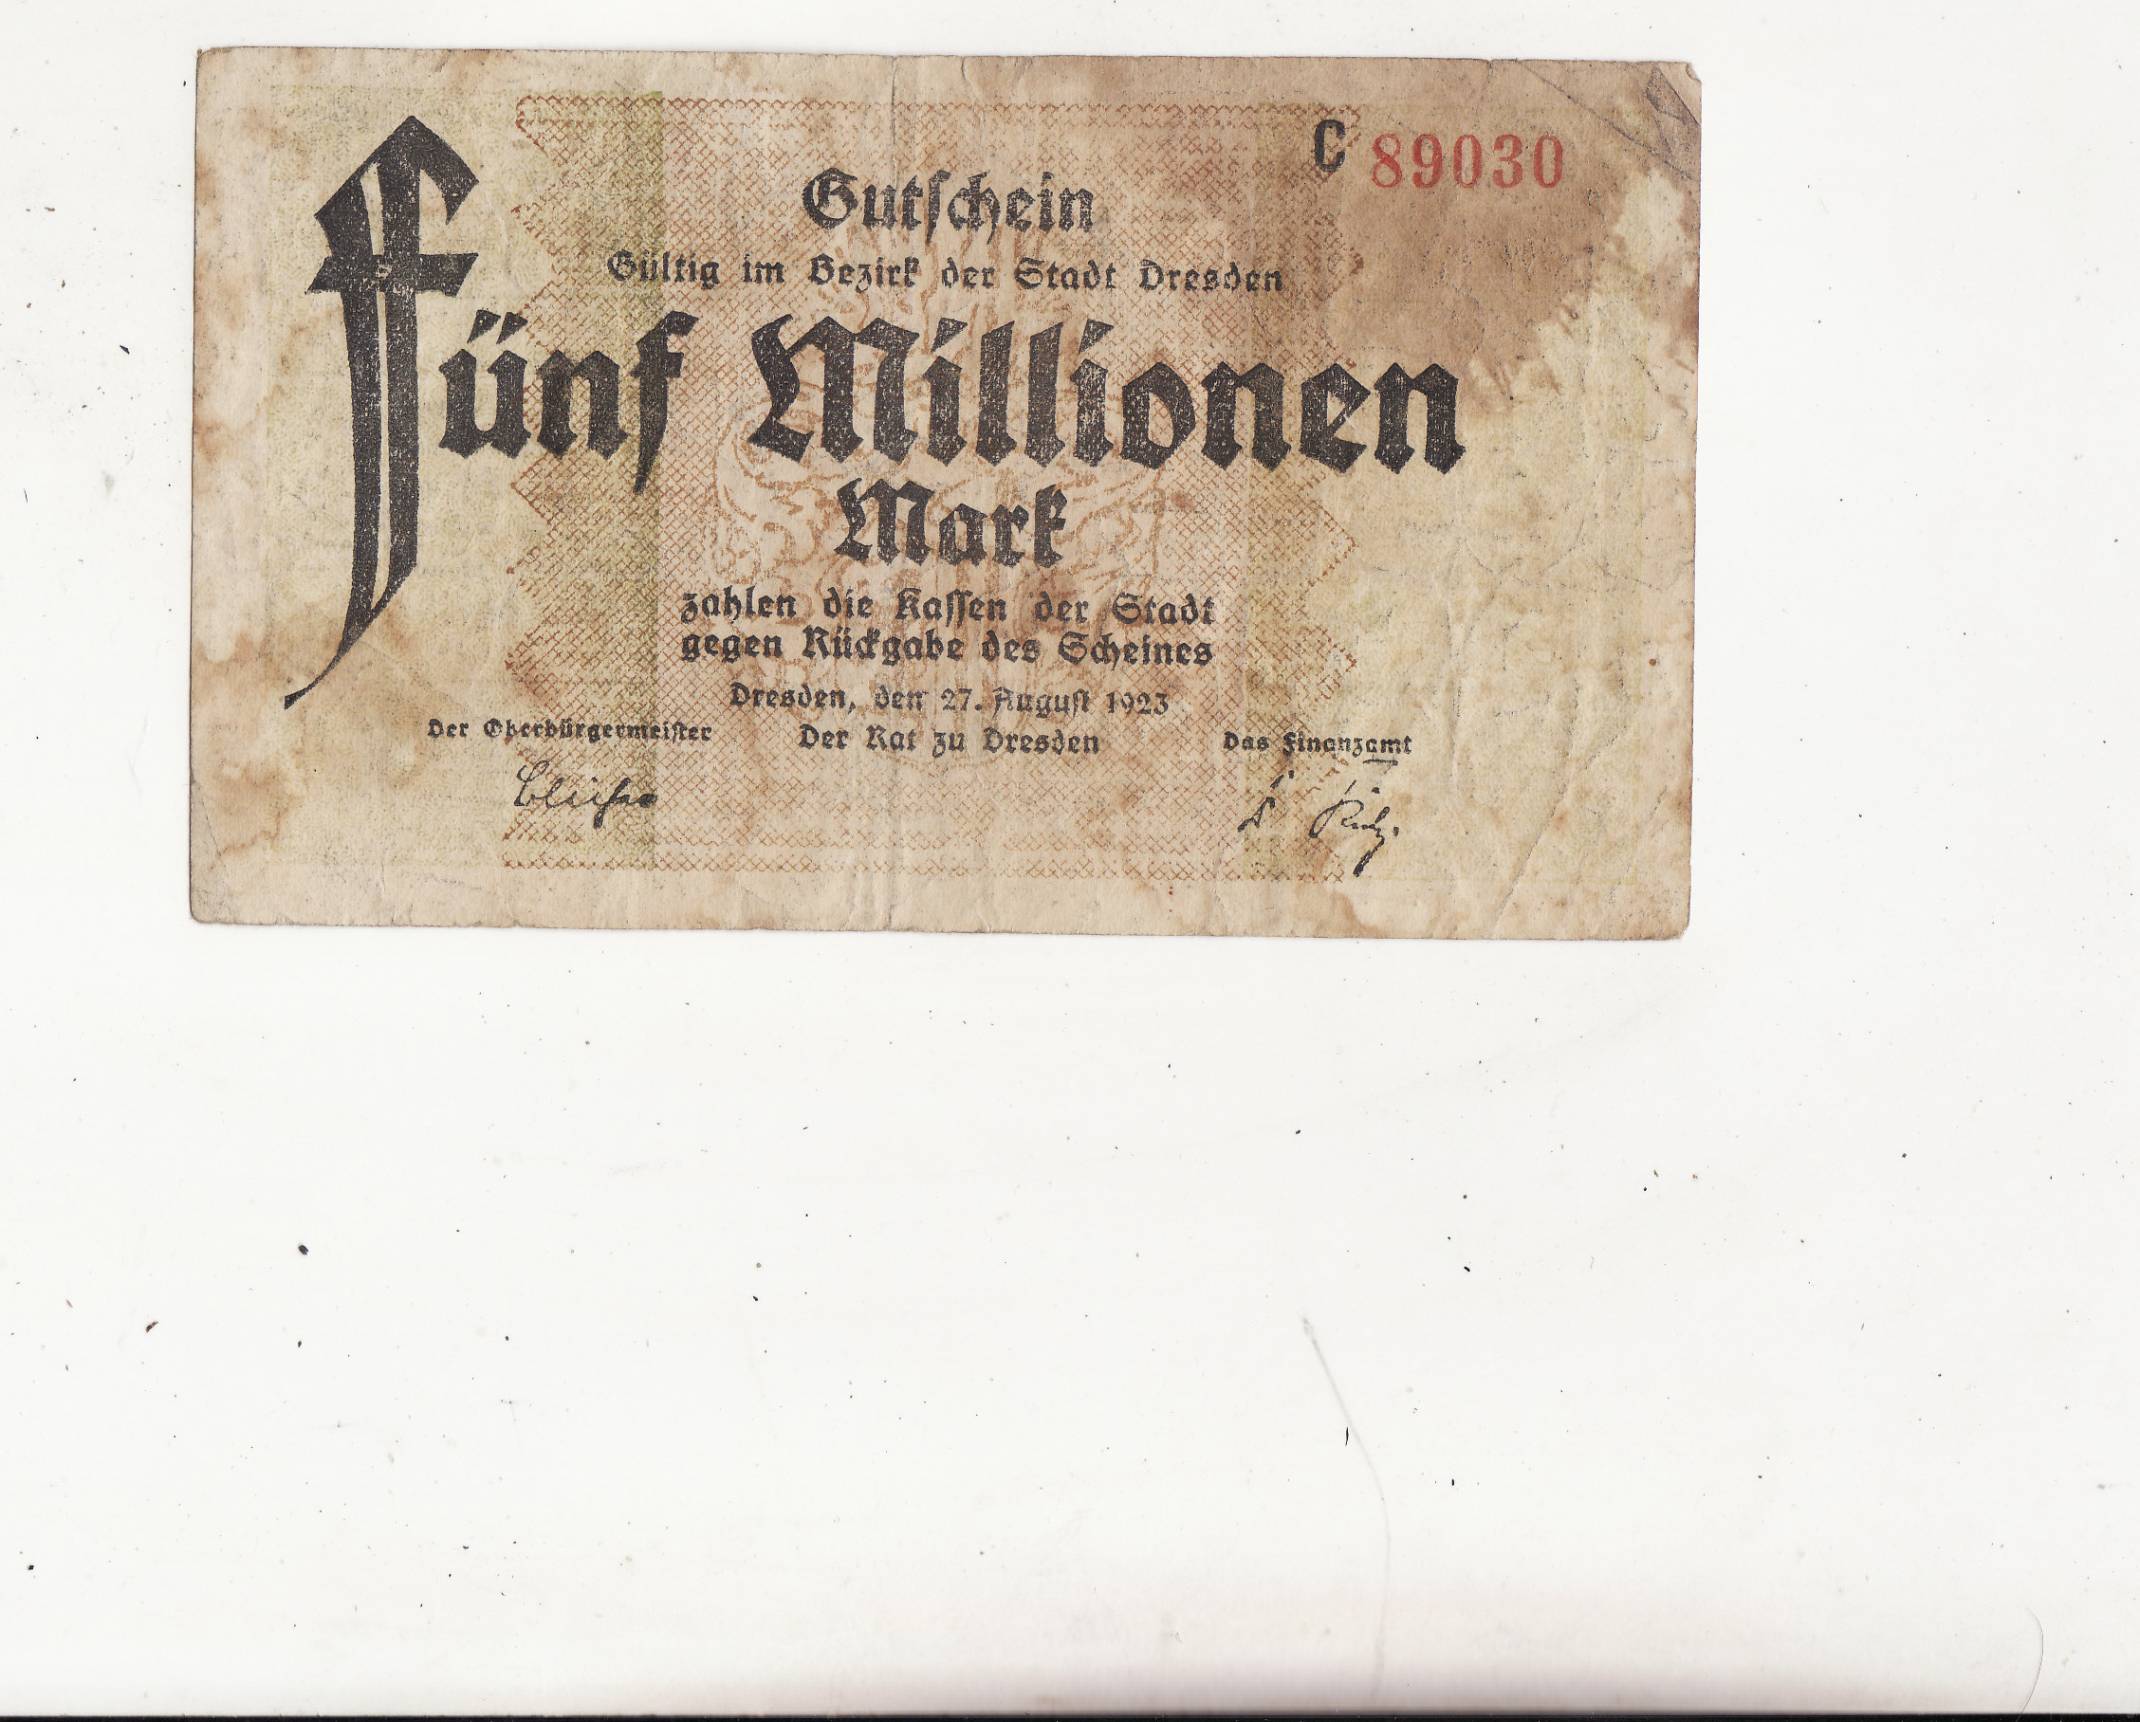 C 89030
Gutschein
Gültig im Bezirk der Stadt Dresden
Fünf Millionen
Mark
zahlen die Kassen der Stadt
gegen Rückgabe des Scheines
Dresden, den 27. August 1923
Der Oberbürgermeister Der Rat zu Dresden Das Finanzamt